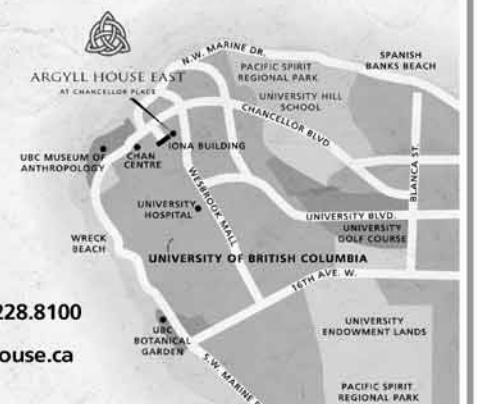 N.W. MARINE DR.
SPANISH
BANKS BEACH
PACIFIC SPIRIT
REGIONAL PARK
ARGYLL HOUSE EAST
AT CHANCELLOR PLACE
UNIVERSITY HILL
SCHOOL
CHANCELLOR BLVD
IONA BUILDING
UBC MUSEUM OF
ANTHROPOLOGY
CHAN
CENTRE
BLANCA ST.
WESBROOK MALL
UNIVERSITY
HOSPITAL
UNIVERSITY BLVD.
UNIVERSITY
GOLF COURSE
WRECK
BEACH
UNIVERSITY OF BRITISH COLUMBIA
16TH AVE. W.
228.8100
UBC
BOTANICAL
GARDEN
UNIVERSITY
ENDOWMENT LANDS
ouse.ca
S.W. MARINE
PACIFIC SPIRIT
REGIONAL PARK